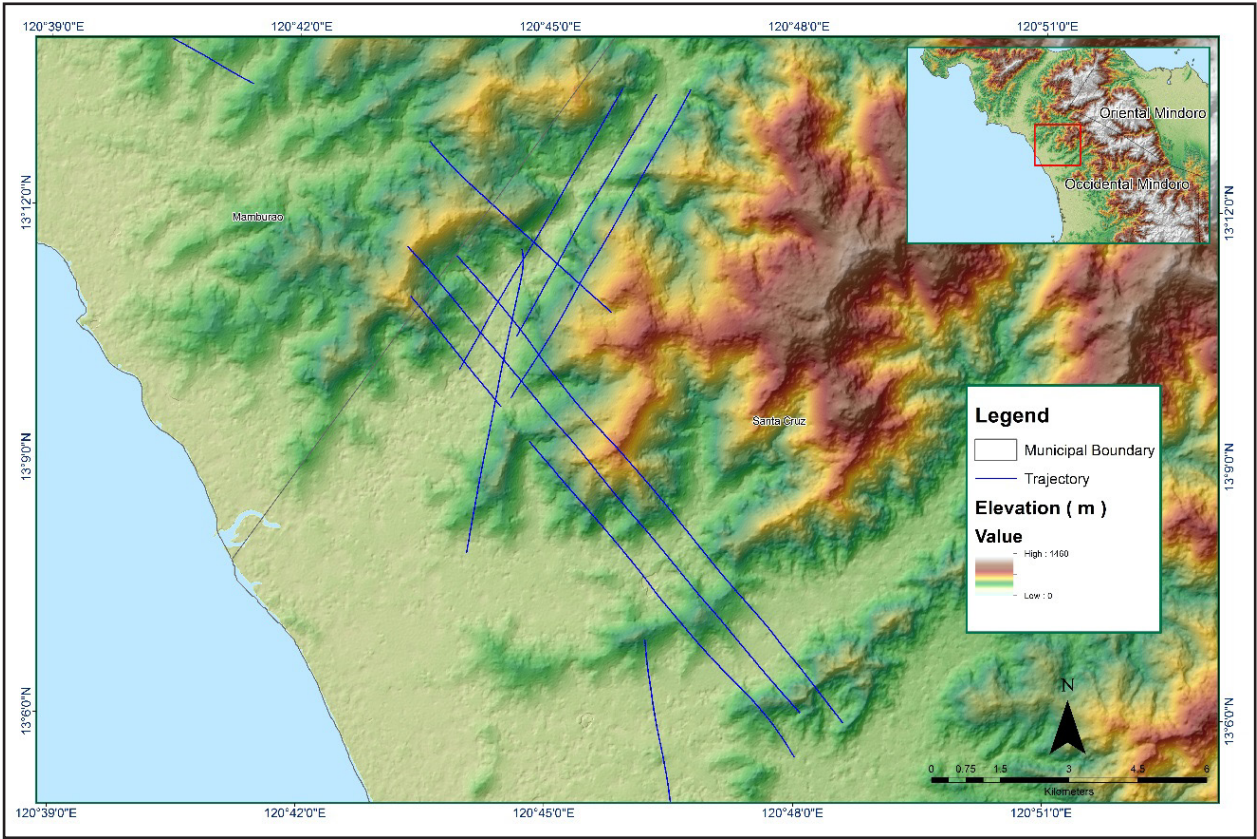 120°39'0"E 120°42'0"E 120°45'0"E 120°48'0"E 120°51'0"E
Oriental Mindoro
Occidental Mindoro
13°12'0"N 13°12'0"N
Mamburao
Santa Cruz
13°9'0"N 13°9'0"N
Legend
Municipal Boundary
Trajectory
Elevation ( m )
Value
High : 1460
Low : 0
N
13°6'0"N 13°6'0"N
0 0.75 1.5 3 4.5 6
Kilometers
120°39'0"E 120°42'0"E 120°45'0"E 120°48'0"E 120°51'0"E